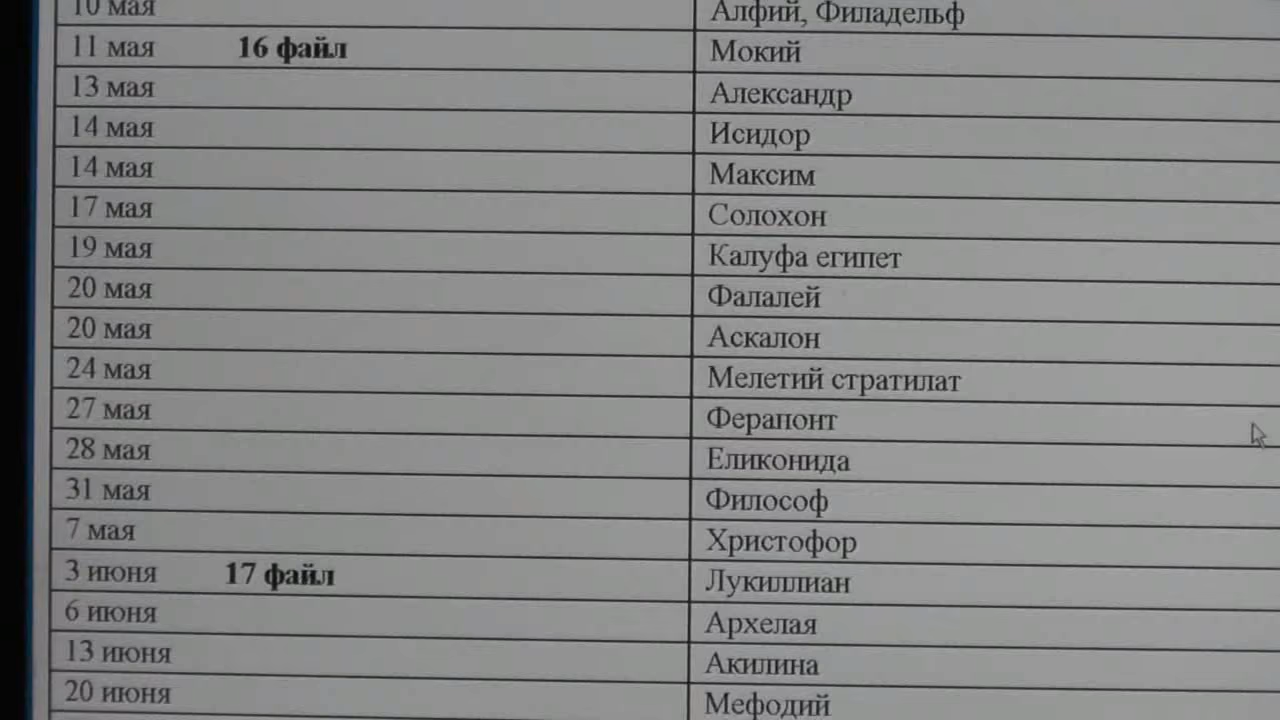 10 мая Алфий, Филадельф
11 мая 16 файл Мокий
13 мая Александр
14 мая Исидор
14 мая Максим
17 мая Солохон
19 мая Калуфа египет
20 мая Фалалей
20 мая Аскалон
24 мая Мелетий стратилат
27 мая Ферапонт
28 мая Еликонида
31 мая Философ
7 мая Христофор
3 июня 17 файл Лукиллиан
6 июня Архелая
13 июня Акилина
20 июня Мефодий